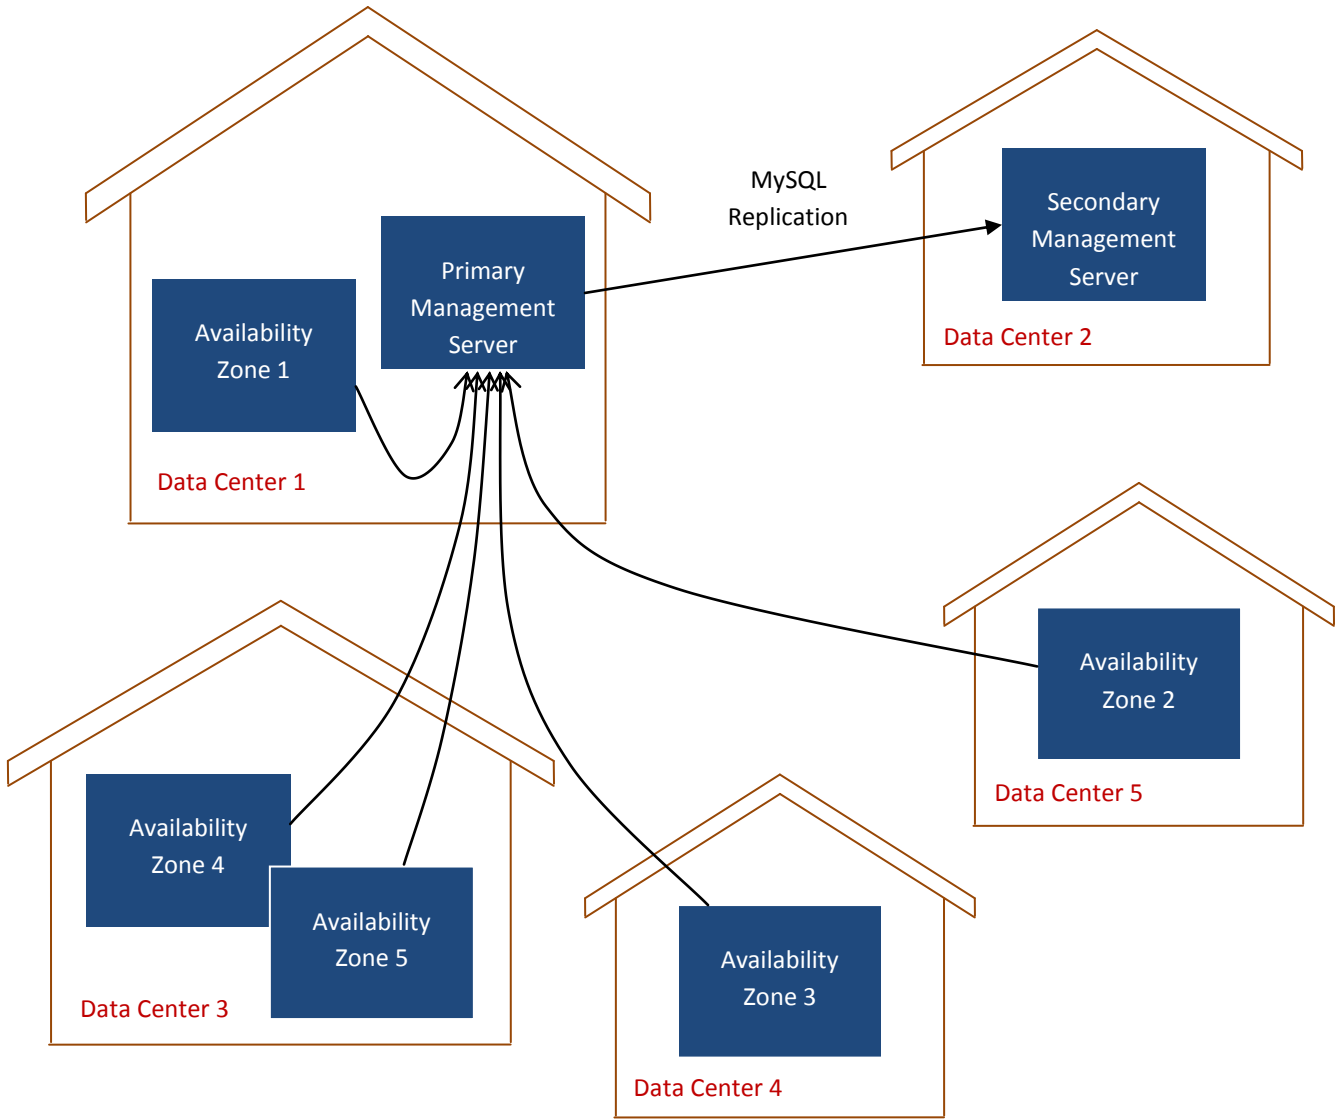 MySQL
Replication
Secondary
Management
Server
Data Center 2
Primary
Management
Server
Availability
Zone 1
Data Center 1
Availability
Zone 2
Data Center 5
Availability
Zone 4
Availability
Zone 5
Data Center 3
Availability
Zone 3
Data Center 4